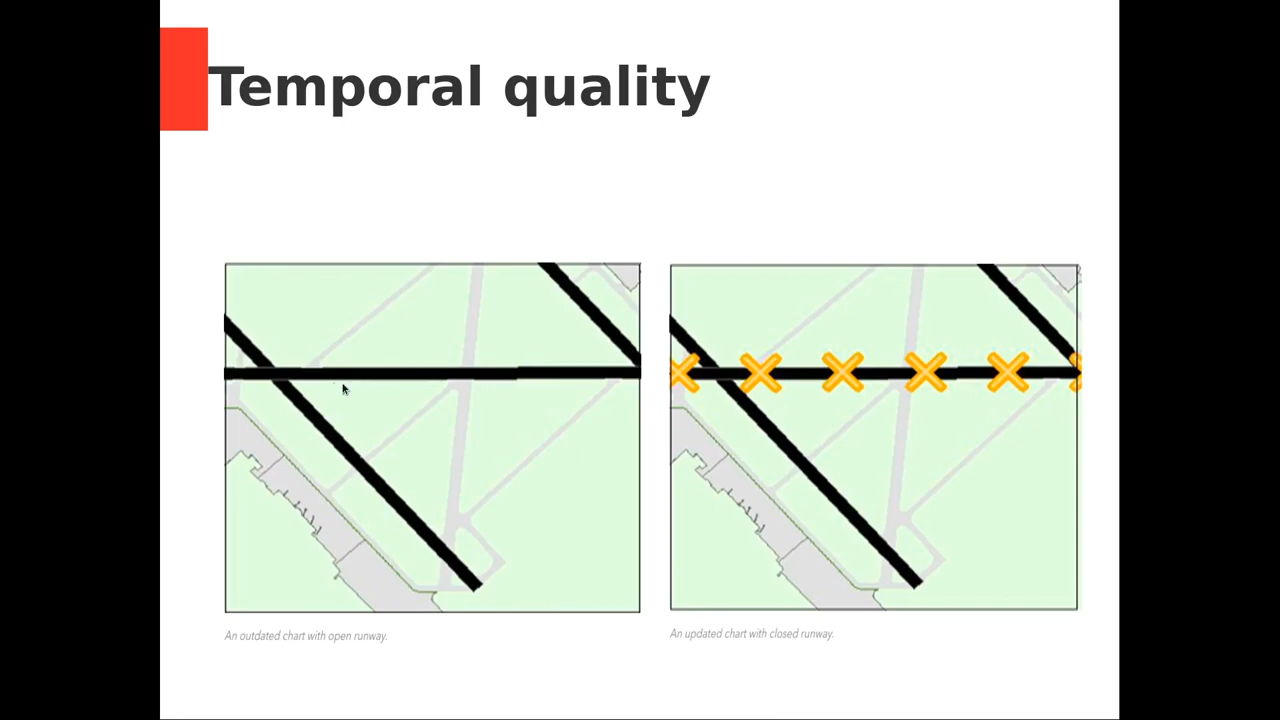 Temporal quality
An outdated chart with open runway.
An updated chart with closed runway.